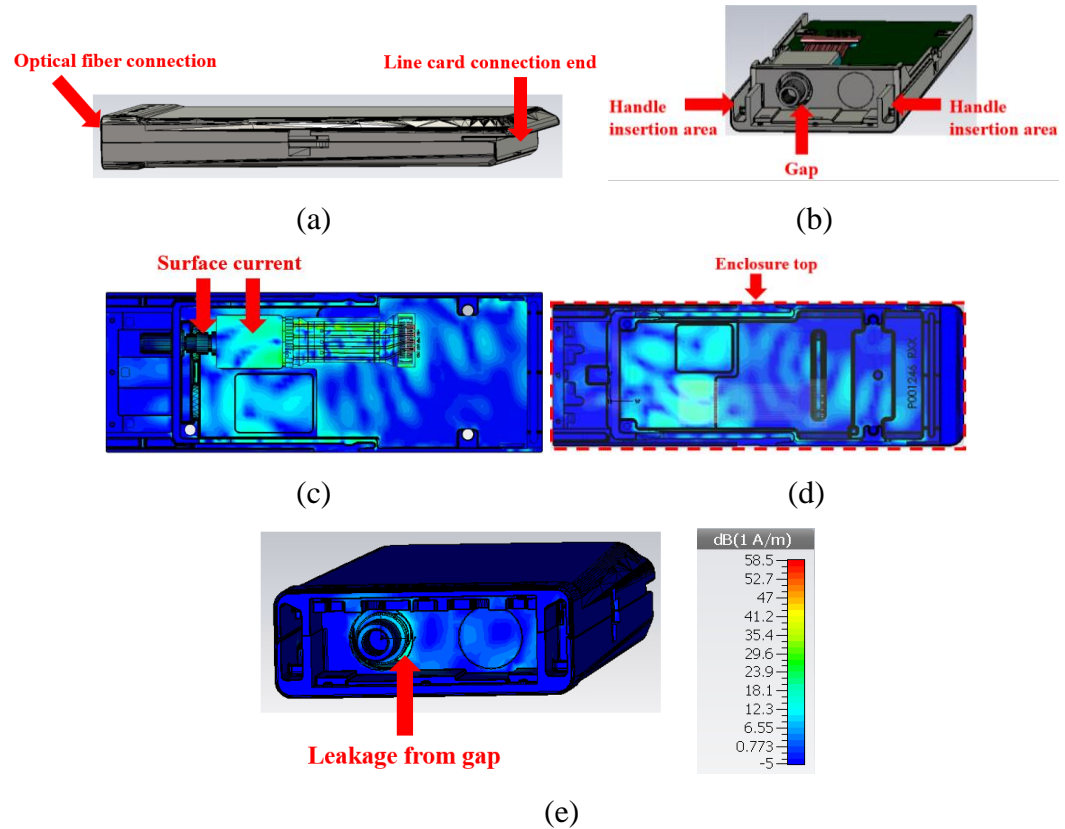 Optical fiber connection
Line card connection end
Handle
insertion area
Handle
insertion area
Gap
(a)
(b)
Surface current
Enclosure top
P001246 RXX
(c)
(d)
dB(1 A/m)
58.5
52.7
47
41.2
35.4
29.6
23.9
18.1
12.3
6.55
0.773
-5
Leakage from gap
(e)